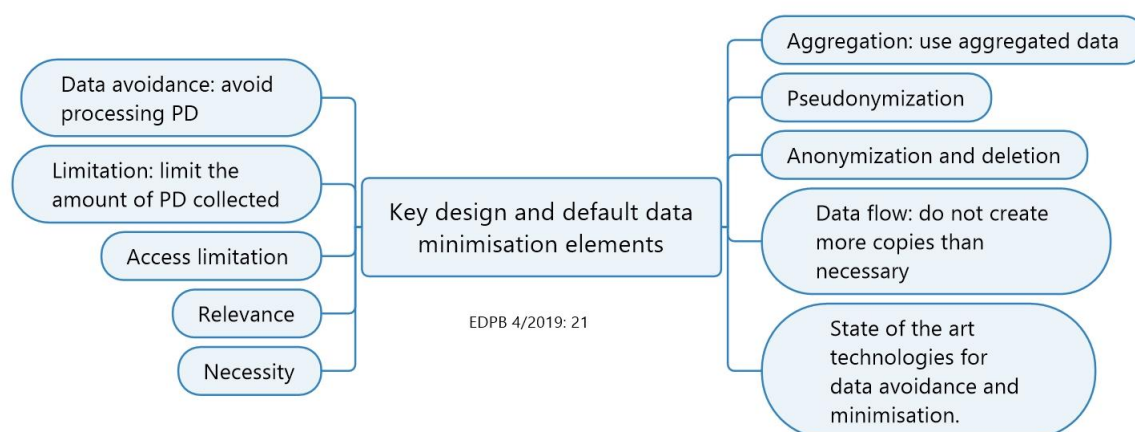 Data avoidance: avoid
processing PD
Limitation: limit the
amount of PD collected
Access limitation
Relevance
Necessity
Key design and default data
minimisation elements
EDPB 4/2019: 21
Aggregation: use aggregated data
Pseudonymization
Anonymization and deletion
Data flow: do not create
more copies than
necessary
State of the art
technologies for
data avoidance and
minimisation.